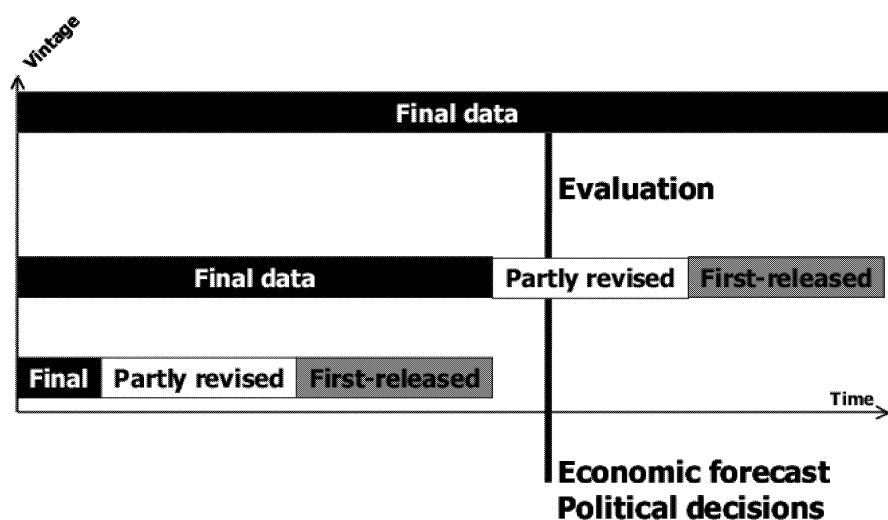 Vintage
Final data
Evaluation
Final data
Partly revised
First-released
Final
Partly revised
First-released
Time
Economic forecast
Political decisions